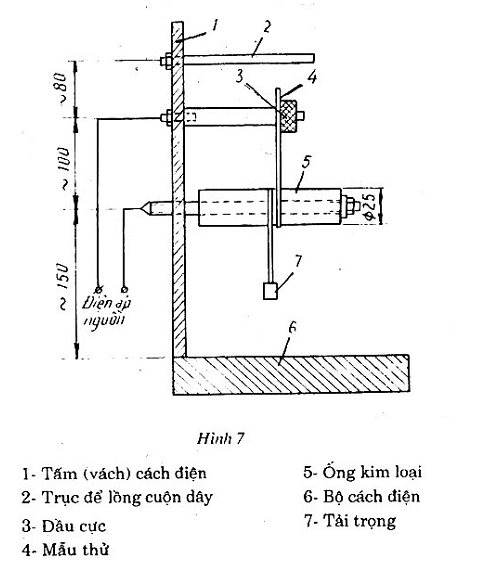 1
2
3
4
~80
~100
5
φ25
~150
7
Điện áp
nguồn
6
Hình 7
1- Tấm (vách) cách điện
2- Trục để lồng cuộn dây
3- Đầu cực
4- Mẫu thử
5- Ống kim loại
6- Bộ cách điện
7- Tải trọng